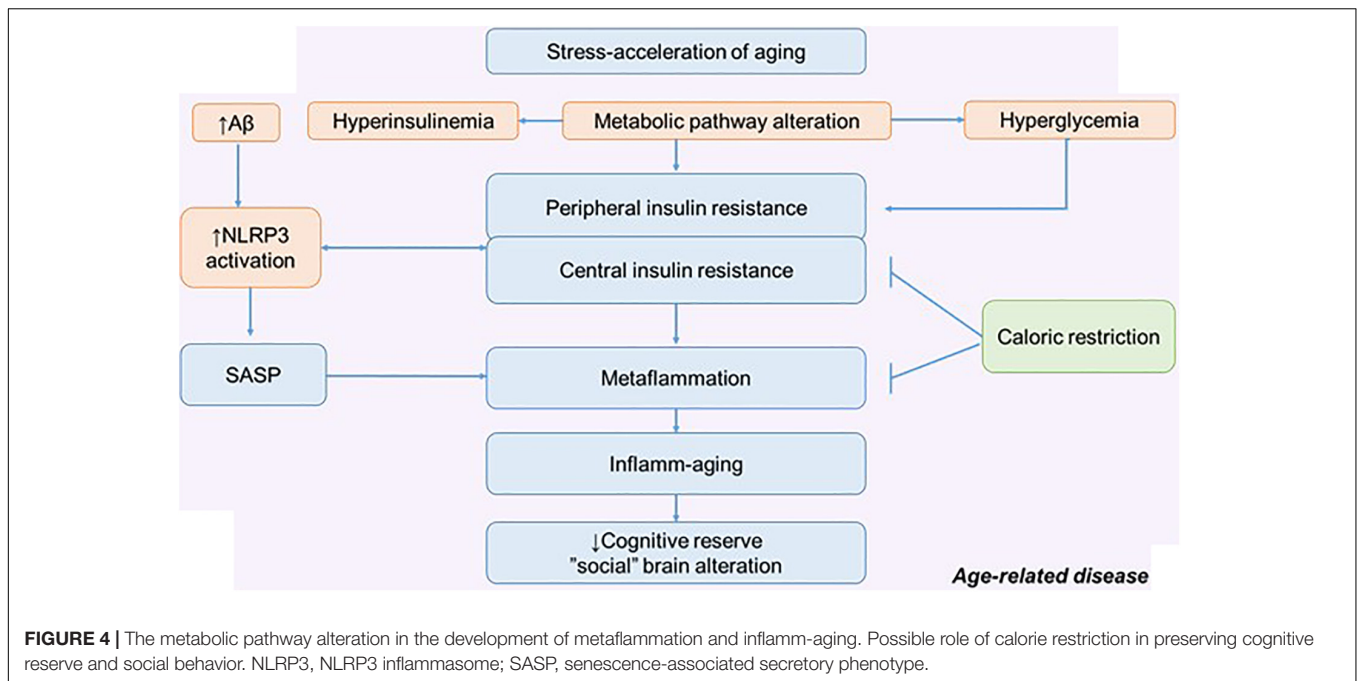 Stress-acceleration of aging
↑Aβ
Hyperinsulinemia
Metabolic pathway alteration
Hyperglycemia
Peripheral insulin resistance
↑NLRP3
activation
Central insulin resistance
Caloric restriction
SASP
Metaflammation
Inflamm-aging
↓Cognitive reserve
"social" brain alteration
Age-related disease
FIGURE 4 | The metabolic pathway alteration in the development of metaflammation and inflamm-aging. Possible role of calorie restriction in preserving cognitive
reserve and social behavior. NLRP3, NLRP3 inflammasome; SASP, senescence-associated secretory phenotype.